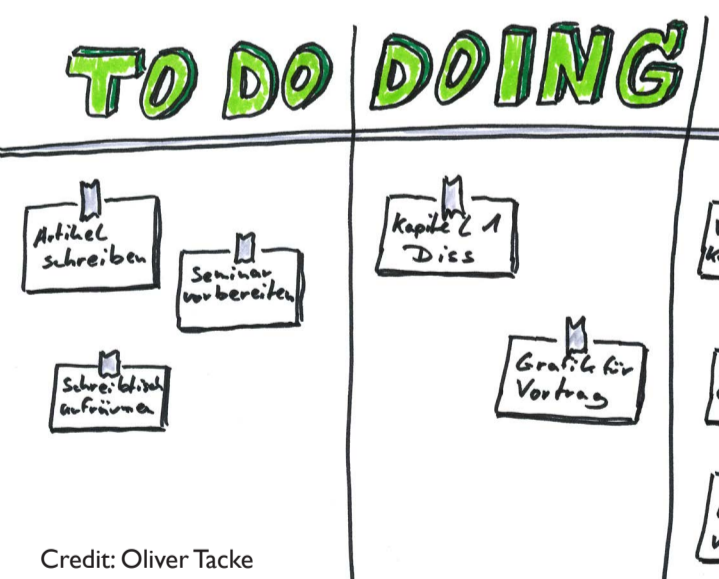 TO DO
DOING
Artikel
schreiben
Seminar
vorbereiten
Schreibtisch
aufräumen
Kapitel 1
Diss
Grafik für
Vortrag
Credit: Oliver Tacke